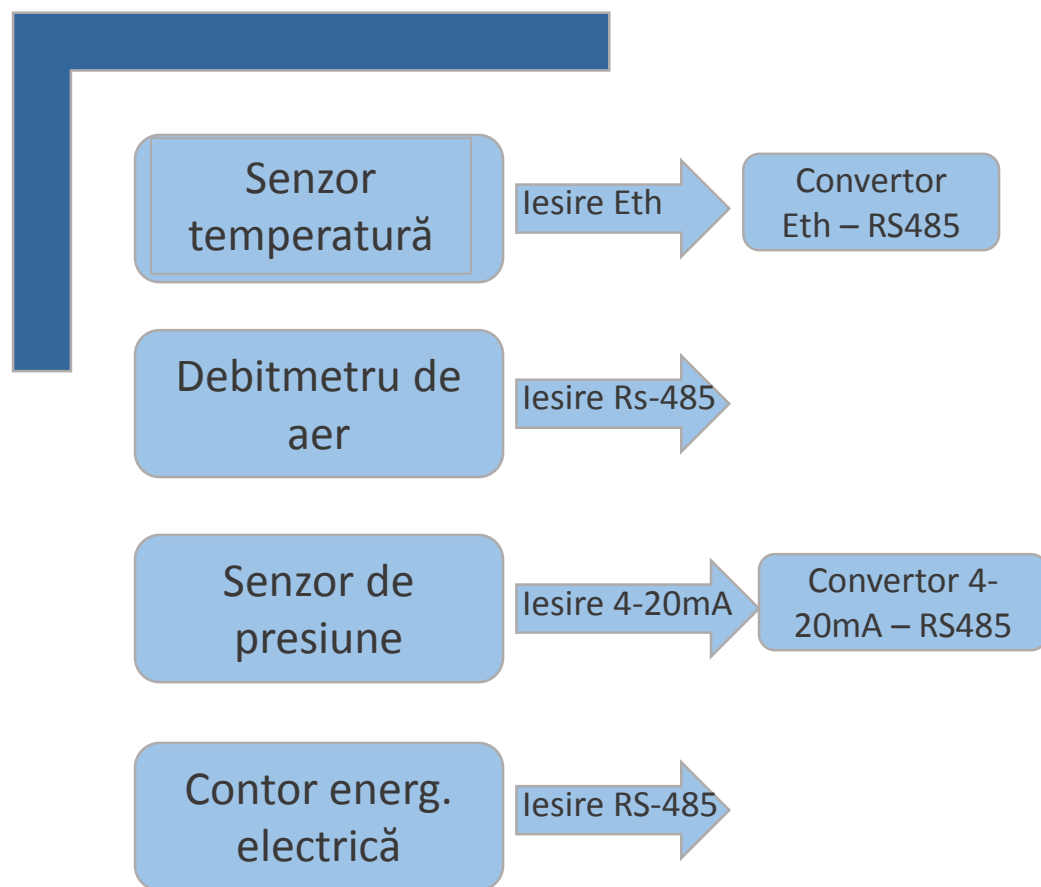 Senzor
temperatură
Iesire Eth
Convertor
Eth – RS485
Debitmetru de
aer
Iesire Rs-485
Senzor de
presiune
Iesire 4-20mA
Convertor 4-
20mA – RS485
Contor energ.
electrică
Iesire RS-485